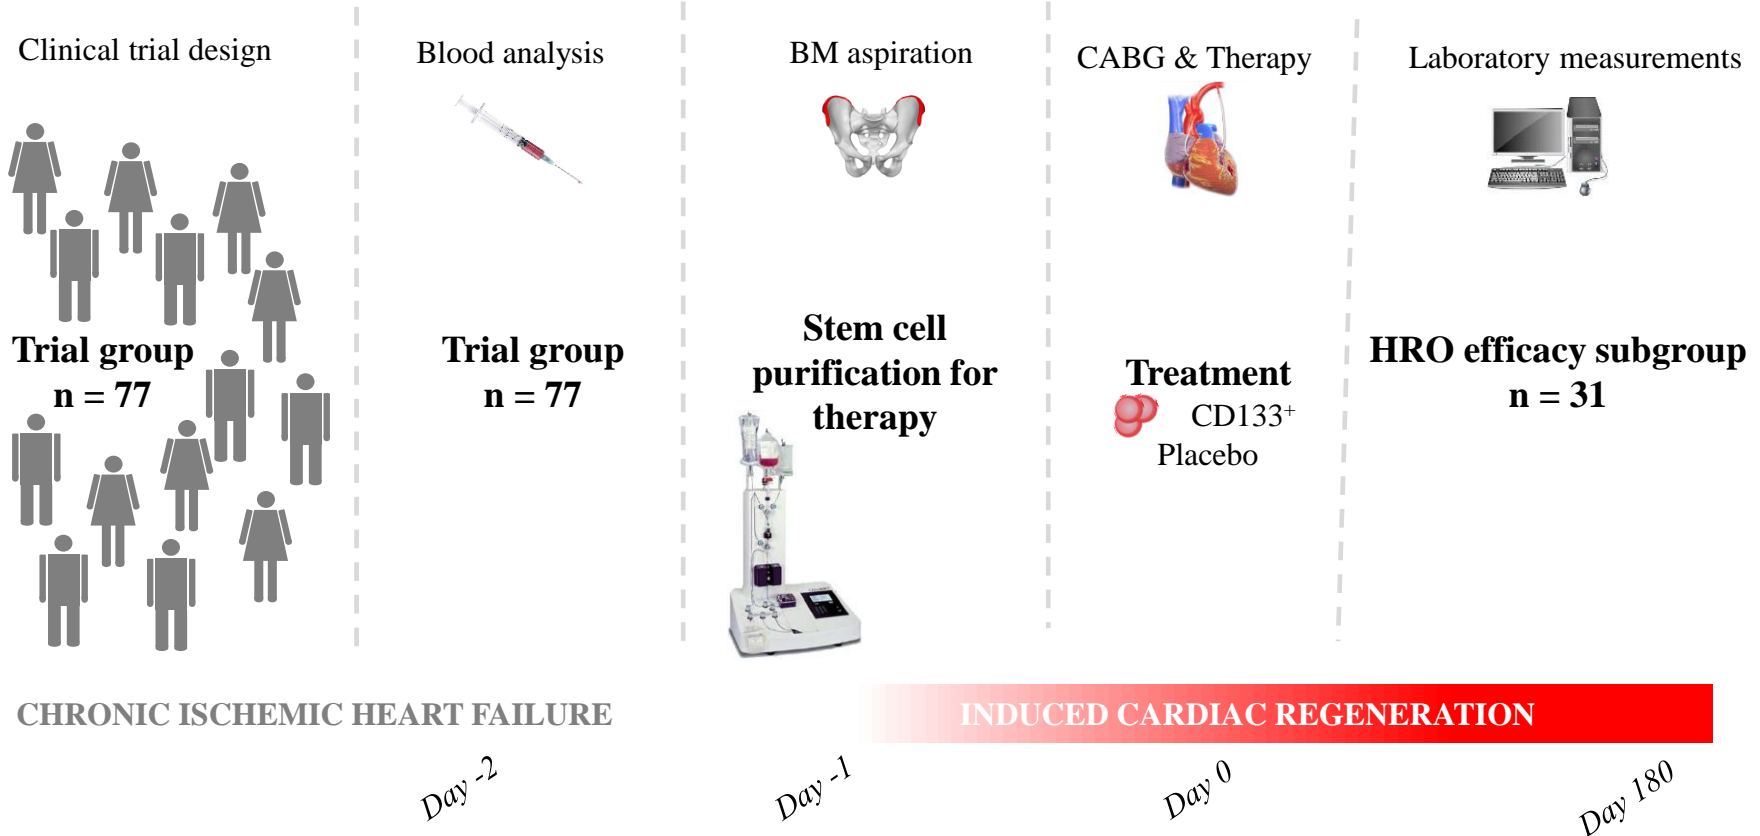 Clinical trial design
Blood analysis
BM aspiration
CABG & Therapy
Laboratory measurements
Trial group
n = 77
Trial group
n = 77
Stem cell
purification for
therapy
Treatment
CD133⁺
Placebo
HRO efficacy subgroup
n = 31
CHRONIC ISCHEMIC HEART FAILURE
INDUCED CARDIAC REGENERATION
Day -2
Day -1
Day 0
Day 180